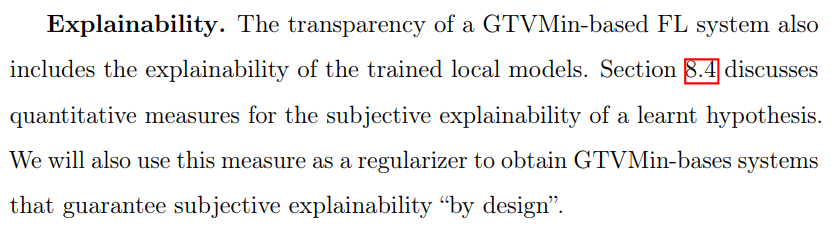 Explainability. The transparency of a GTVMin-based FL system also
includes the explainability of the trained local models. Section 8.4 discusses
quantitative measures for the subjective explainability of a learnt hypothesis.
We will also use this measure as a regularizer to obtain GTVMin-bases systems
that guarantee subjective explainability “by design”.